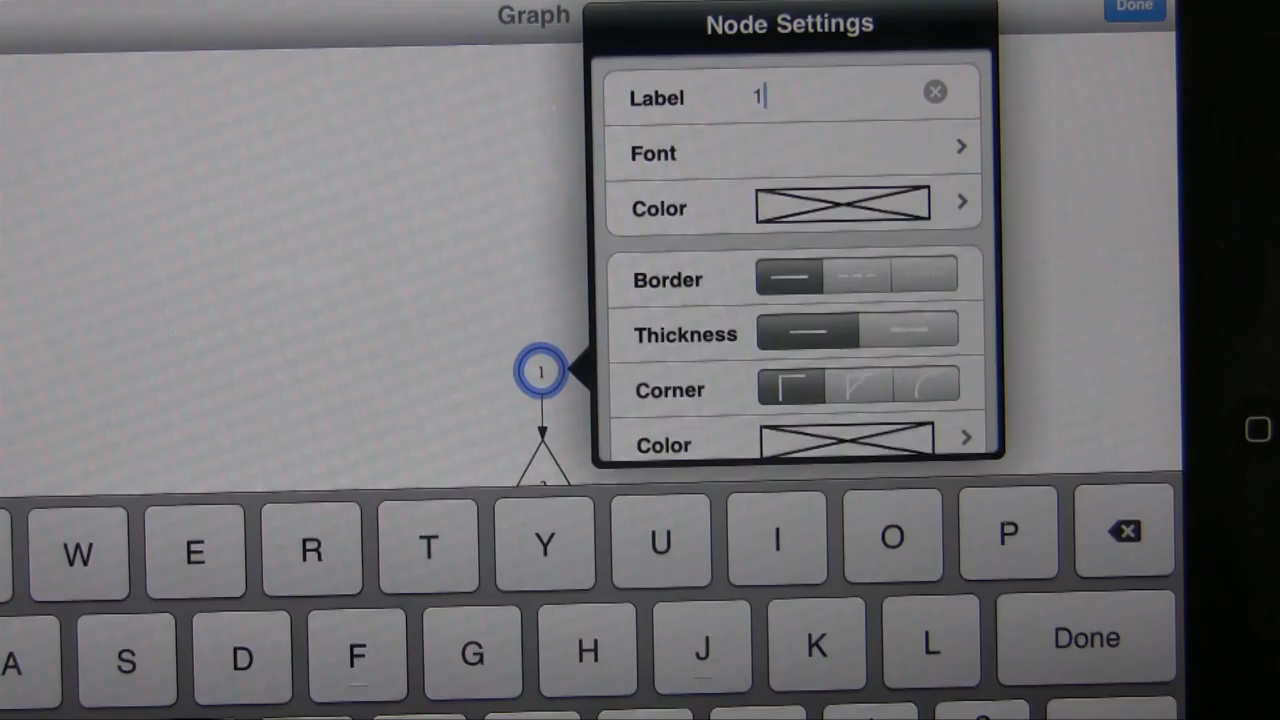 Graph
Done
Node Settings
Label 1
Font
Color
Border
Thickness
Corner
Color
1
W E R T Y U I O P
A S D F G H J K L Done